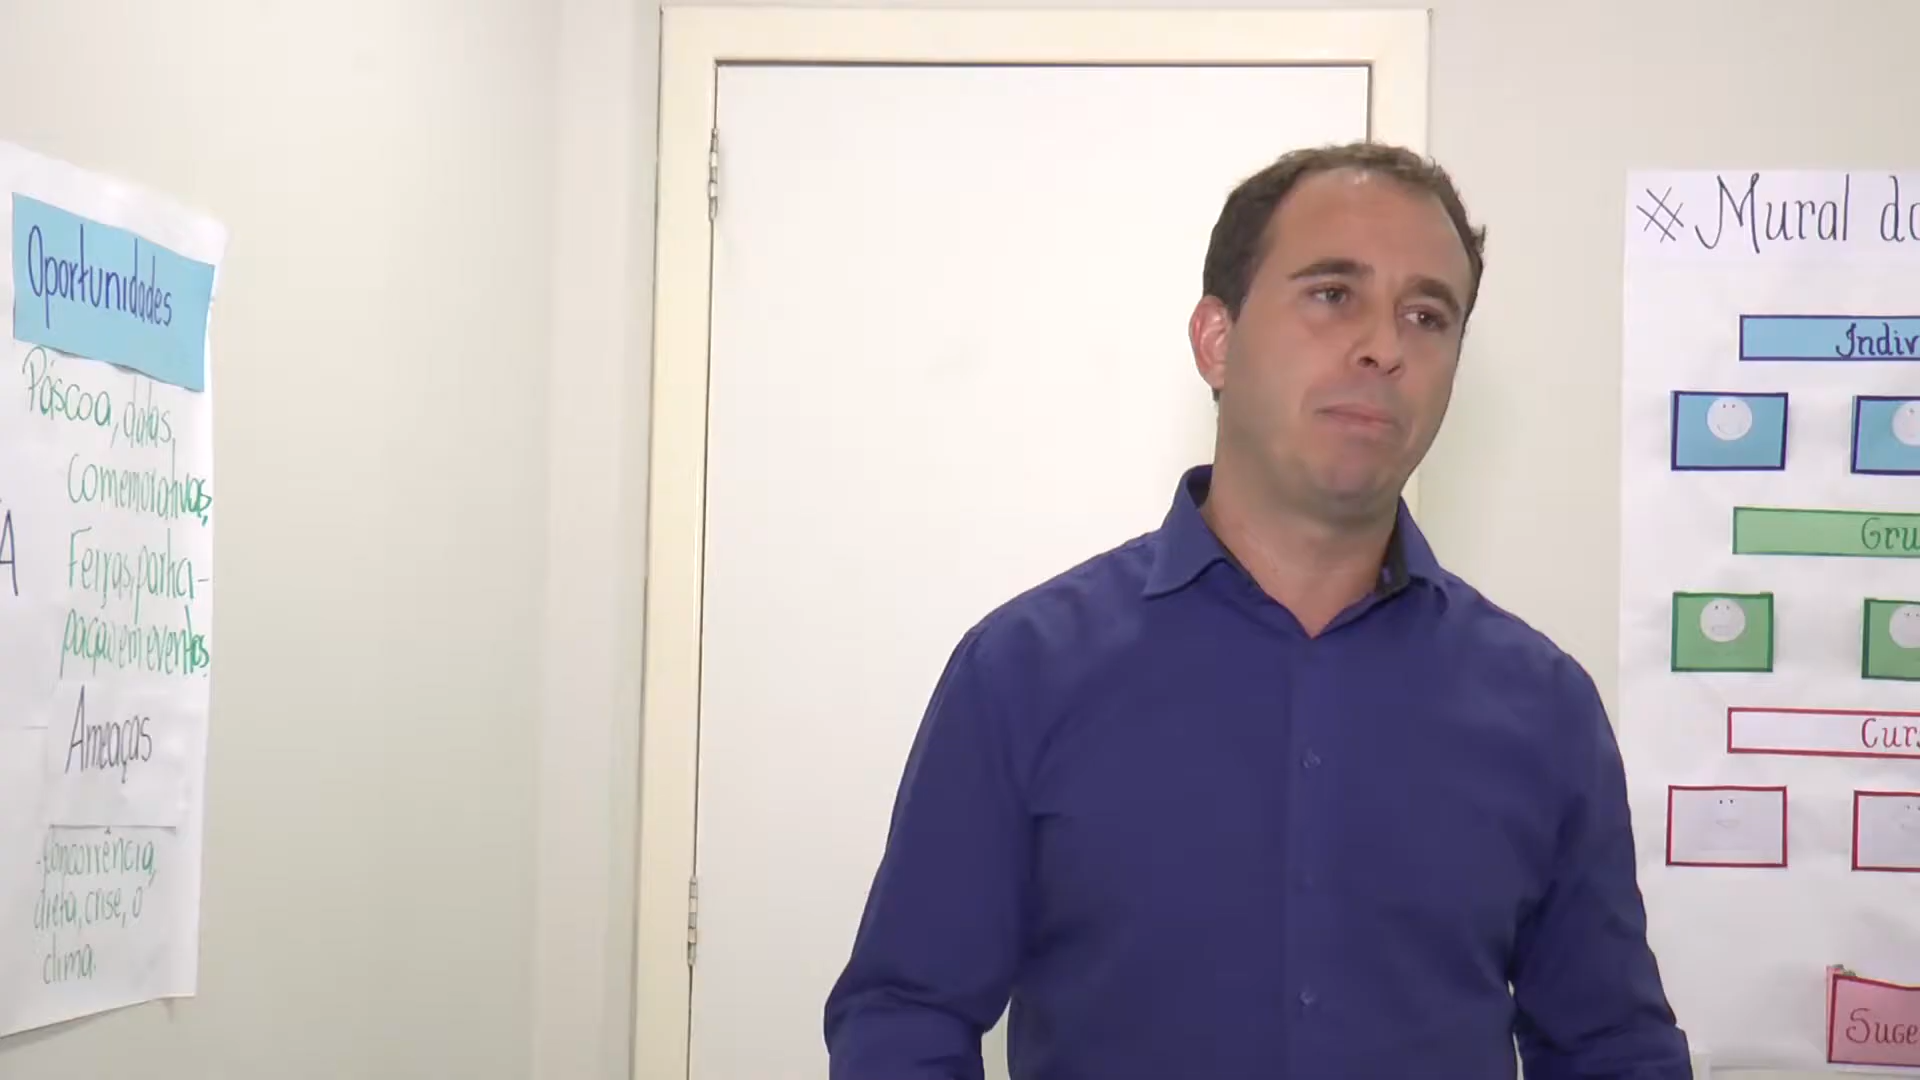 Oportunidades
Páscoa, datas,
comemorativas,
Feiras, partici-
pação em eventos
Ameaças
Concorrência,
dieta, crise, o
clima.
A
# Mural do
Indiv
Gru
Curs
Suge